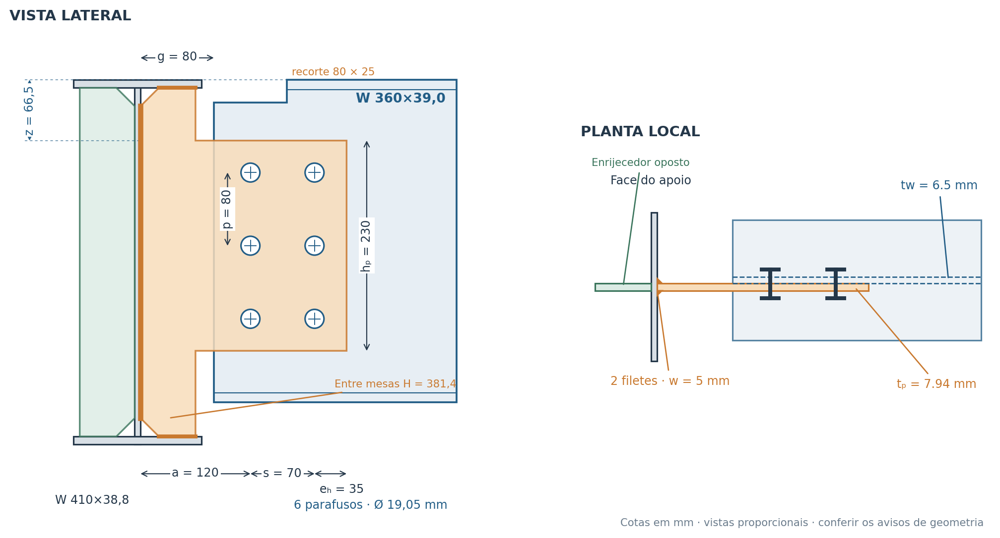 VISTA LATERAL
g = 80
recorte 80 × 25
z = 66,5
W 360×39,0
p = 80
hₚ = 230
Entre mesas H = 381,4
a = 120
s = 70
eₕ = 35
W 410×38,8
6 parafusos · Ø 19,05 mm
PLANTA LOCAL
Enrijecedor oposto
Face do apoio
tw = 6.5 mm
2 filetes · w = 5 mm
tₚ = 7.94 mm
Cotas em mm · vistas proporcionais · conferir os avisos de geometria